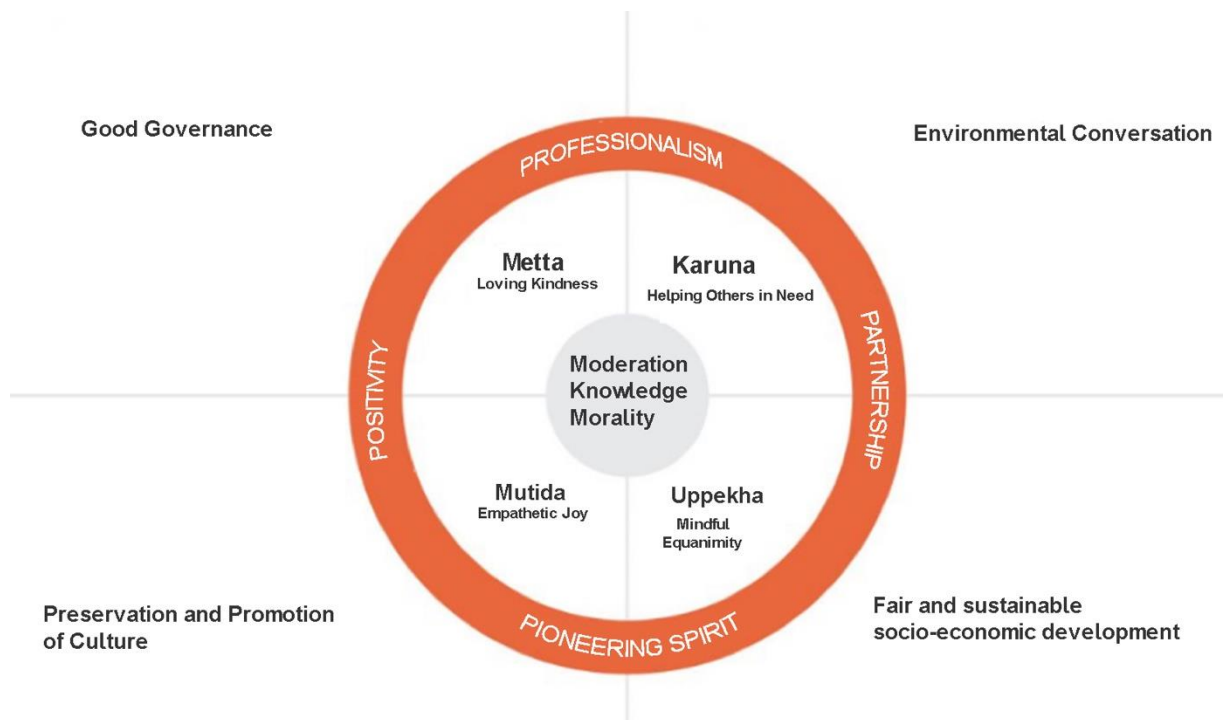 Good Governance
Environmental Conversation
PROFESSIONALISM
Metta
Loving Kindness
Karuna
Helping Others in Need
POSITIVITY
Moderation
Knowledge
Morality
PARTNERSHIP
Mutida
Empathetic Joy
Uppekha
Mindful
Equanimity
PIONEERING SPIRIT
Preservation and Promotion
of Culture
Fair and sustainable
socio-economic development